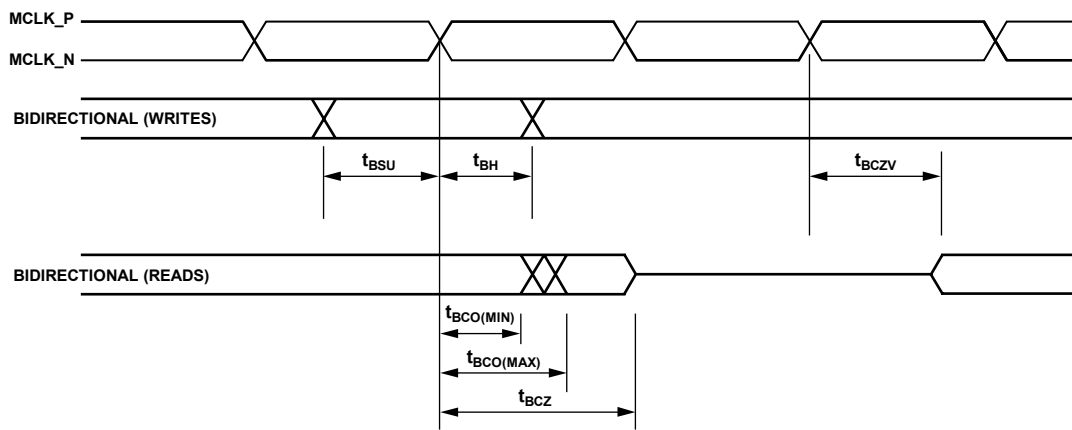 MCLK_P
MCLK_N
BIDIRECTIONAL (WRITES)
tBSU
tBH
tBCZV
BIDIRECTIONAL (READS)
tBCO(MIN)
tBCO(MAX)
tBCZ